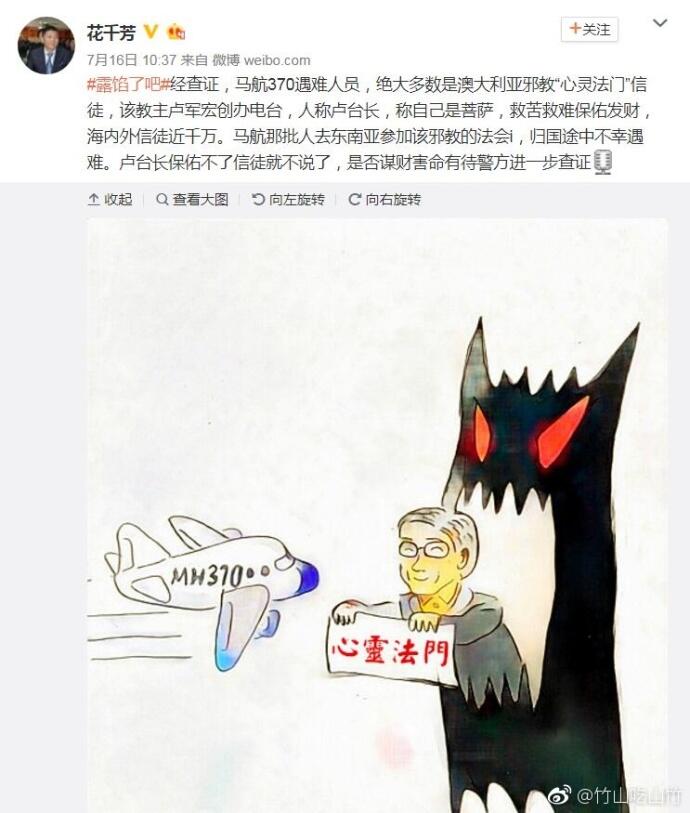 花千芳
+关注
7月16日 10:37 来自 微博 weibo.com
#露馅了吧#经查证，马航370遇难人员，绝大多数是澳大利亚邪教“心灵法门”信
徒，该教主卢军宏创办电台，人称卢台长，称自己是菩萨，救苦救难保佑发财，
海内外信徒近千万。马航那批人去东南亚参加该邪教的法会i，归国途中不幸遇
难。卢台长保佑不了信徒就不说了，是否谋财害命有待警方进一步查证
收起 查看大图 向左旋转 向右旋转
MH370
心靈法門
@竹山吃山竹